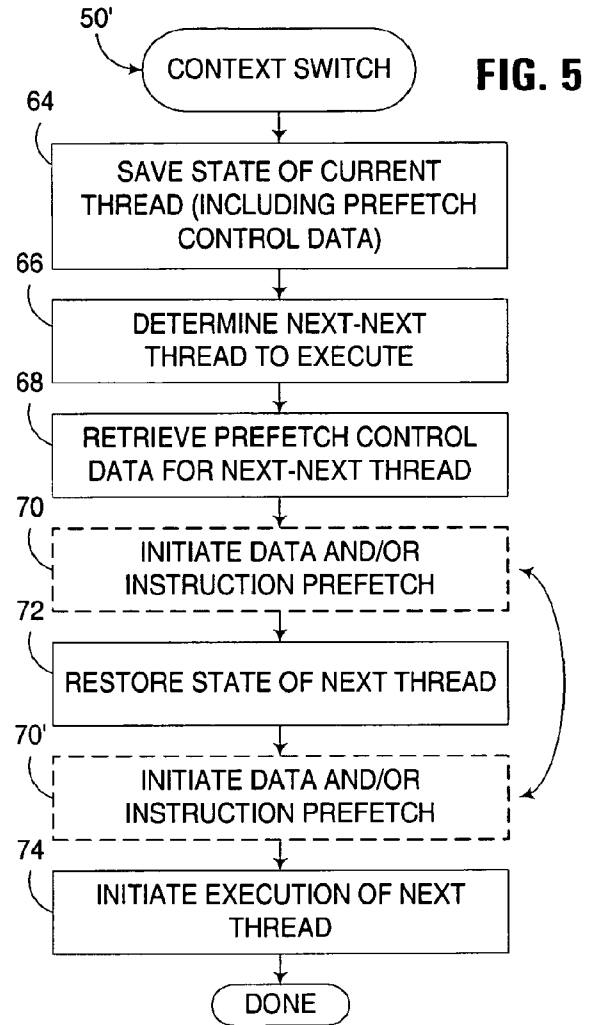 50'
CONTEXT SWITCH
FIG. 5
64
SAVE STATE OF CURRENT
THREAD (INCLUDING PREFETCH
CONTROL DATA)
66
DETERMINE NEXT-NEXT
THREAD TO EXECUTE
68
RETRIEVE PREFETCH CONTROL
DATA FOR NEXT-NEXT THREAD
70
INITIATE DATA AND/OR
INSTRUCTION PREFETCH
72
RESTORE STATE OF NEXT THREAD
70'
INITIATE DATA AND/OR
INSTRUCTION PREFETCH
74
INITIATE EXECUTION OF NEXT
THREAD
DONE